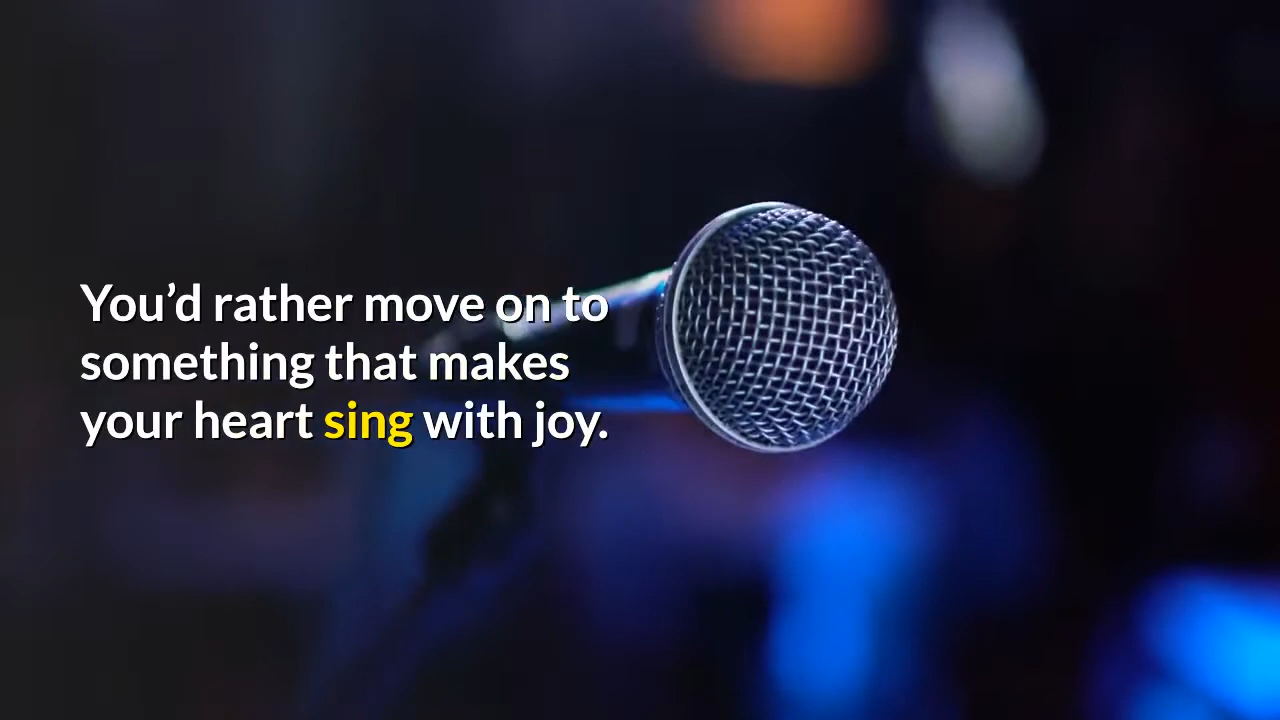 You’d rather move on to
something that makes
your heart sing with joy.